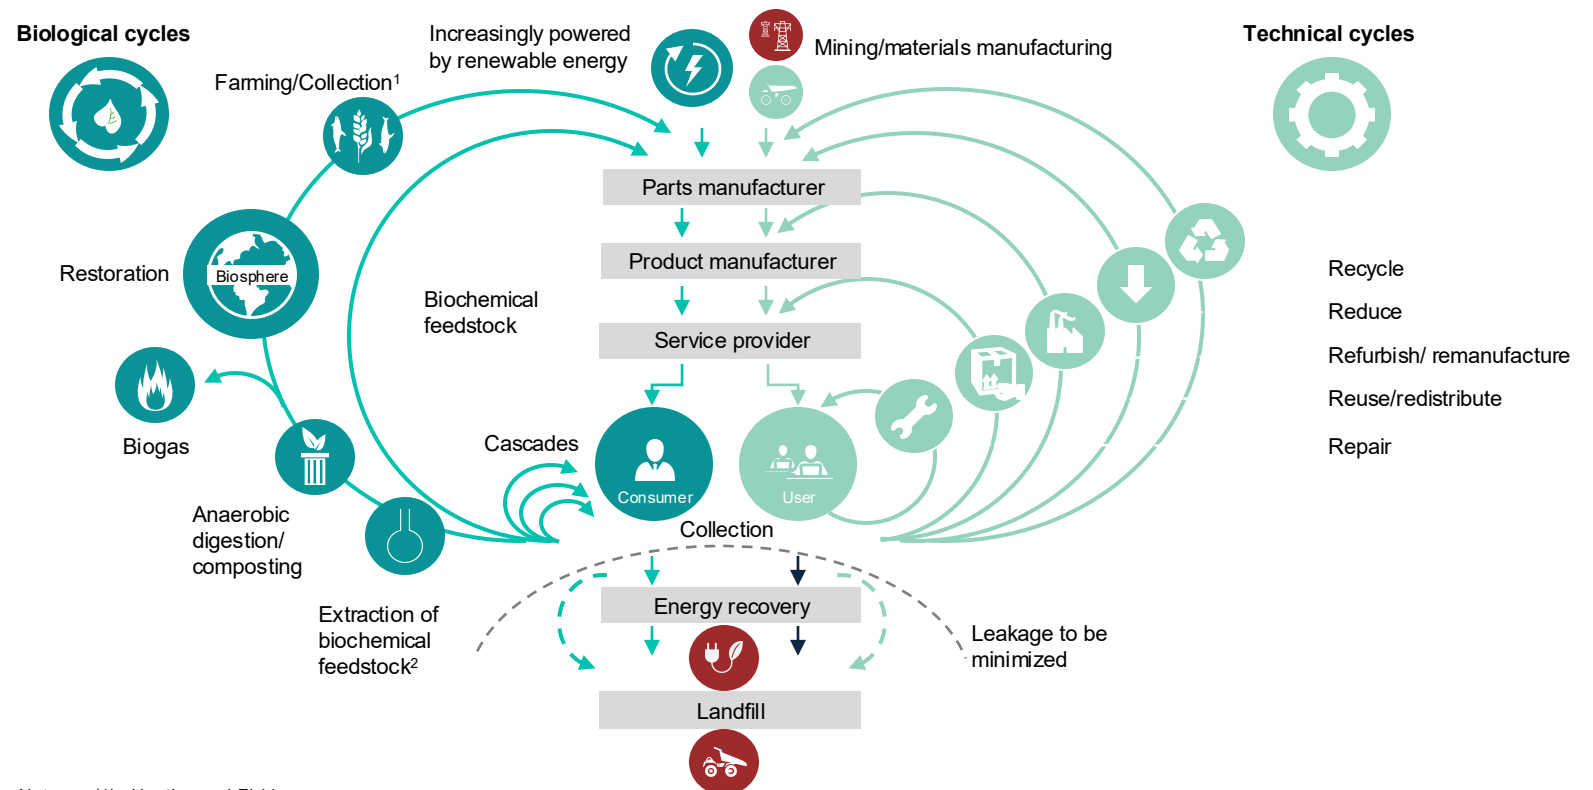 Biological cycles
Increasingly powered
by renewable energy
Mining/materials manufacturing
Technical cycles
Farming/Collection¹
Parts manufacturer
Product manufacturer
Restoration
Biosphere
Biochemical
feedstock
Service provider
Recycle
Reduce
Refurbish/ remanufacture
Reuse/redistribute
Repair
Biogas
Cascades
Consumer
User
Anaerobic
digestion/
composting
Collection
Energy recovery
Extraction of
biochemical
feedstock²
Leakage to be
minimized
Landfill